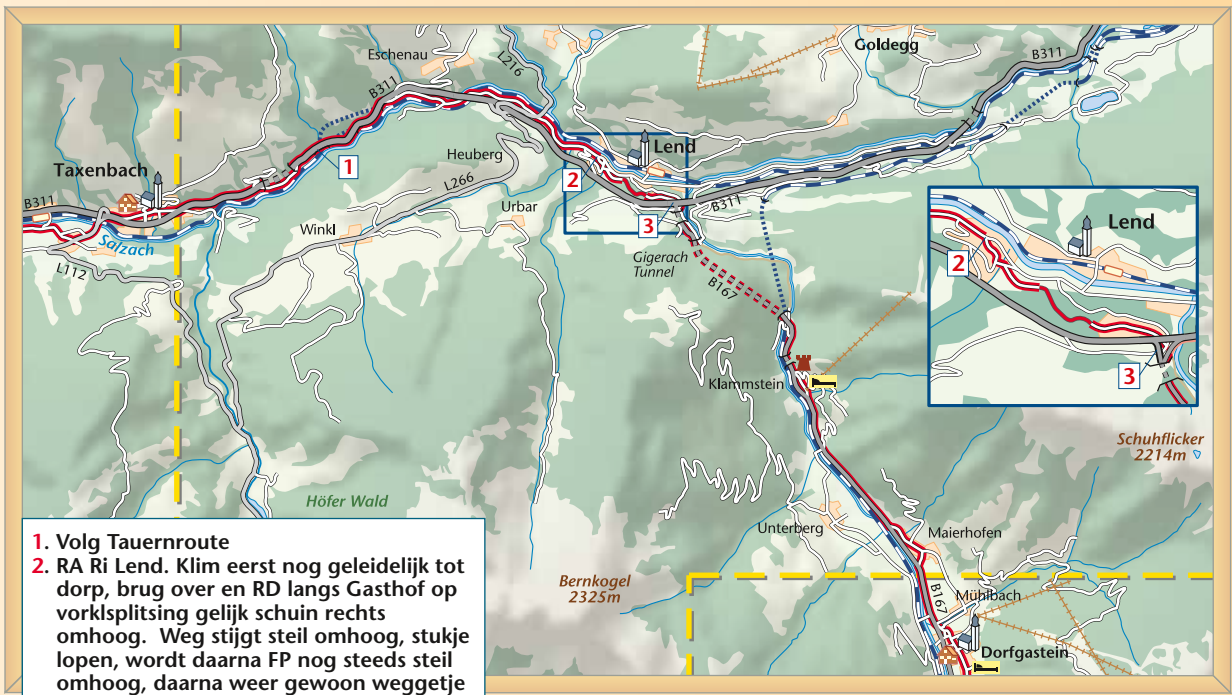 Eschenau
L216
Goldegg
B311
B311
Taxenbach
1
Heuberg
Lend
2
B311
L266
Urbar
3
B311
Lend
Salzach
Winkl
Gigerach
Tunnel
2
L112
B167
3
Klammstein
Schuhflicker
2214m
Höfer Wald
Unterberg
Maierhofen
Bernkogel
2325m
B167
Mühlbach
Dorfgastein
1. Volg Tauernroute
2. RA Ri Lend. Klim eerst nog geleidelijk tot
dorp, brug over en RD langs Gasthof op
vorklsplitsing gelijk schuin rechts
omhoog. Weg stijgt steil omhoog, stukje
lopen, wordt daarna FP nog steeds steil
omhoog, daarna weer gewoon weggetje